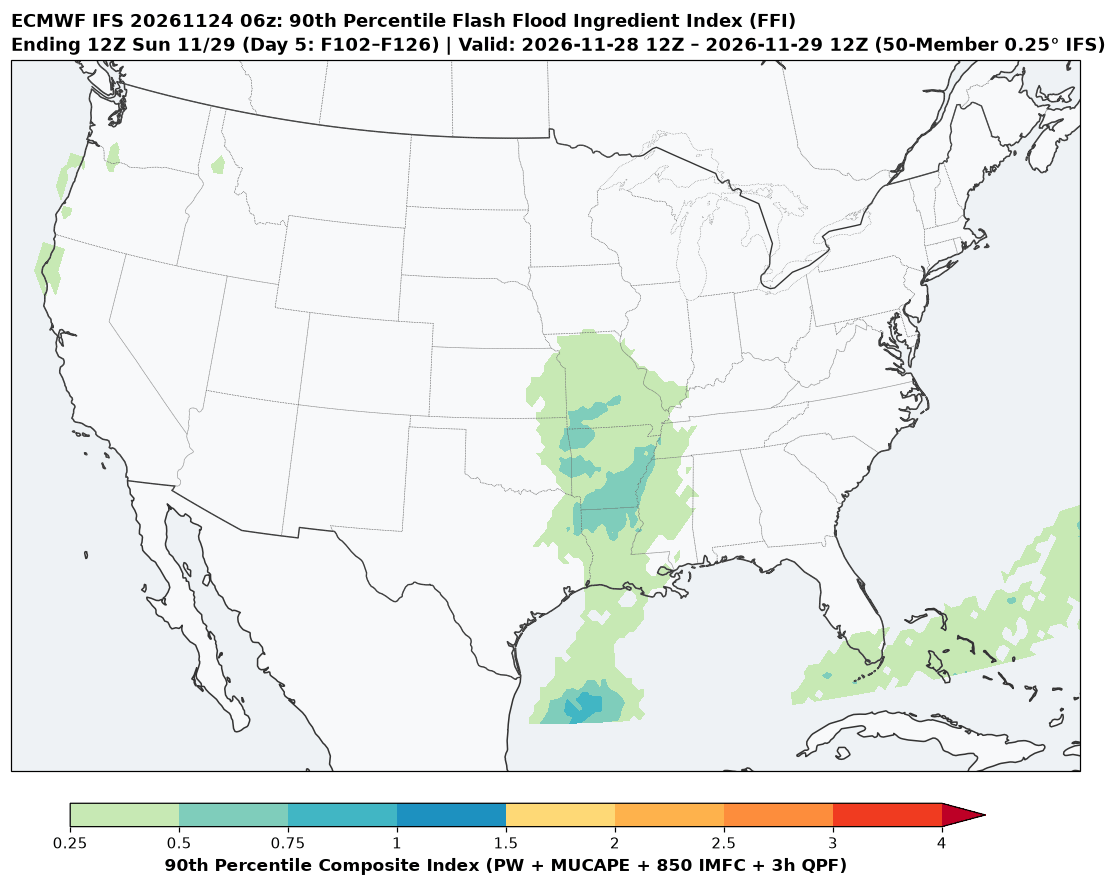 ECMWF IFS 20261124 06z: 90th Percentile Flash Flood Ingredient Index (FFI)
Ending 12Z Sun 11/29 (Day 5: F102–F126) | Valid: 2026-11-28 12Z – 2026-11-29 12Z (50-Member 0.25° IFS)
0.25 0.5 0.75 1 1.5 2 2.5 3 4
90th Percentile Composite Index (PW + MUCAPE + 850 IMFC + 3h QPF)